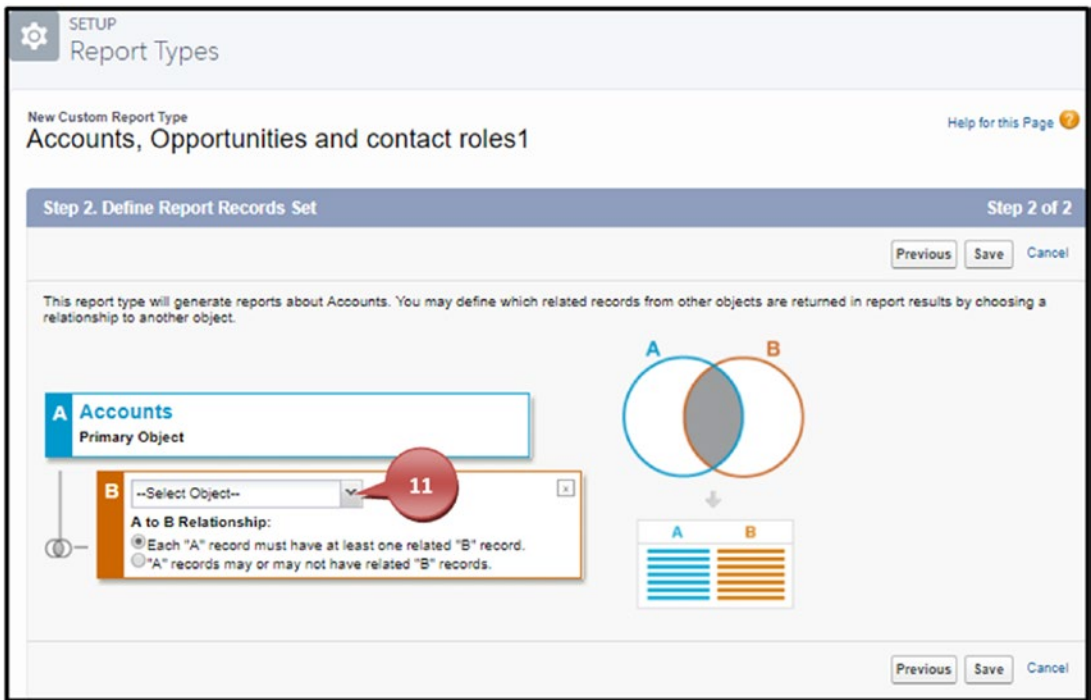 SETUP
Report Types
New Custom Report Type
Accounts, Opportunities and contact roles1
Help for this Page ?
Step 2. Define Report Records Set
Step 2 of 2
Previous Save Cancel
This report type will generate reports about Accounts. You may define which related records from other objects are returned in report results by choosing a
relationship to another object.
A B
A Accounts
Primary Object
B --Select Object--
11
x
A to B Relationship:
Each "A" record must have at least one related "B" record.
"A" records may or may not have related "B" records.
A B
Previous Save Cancel